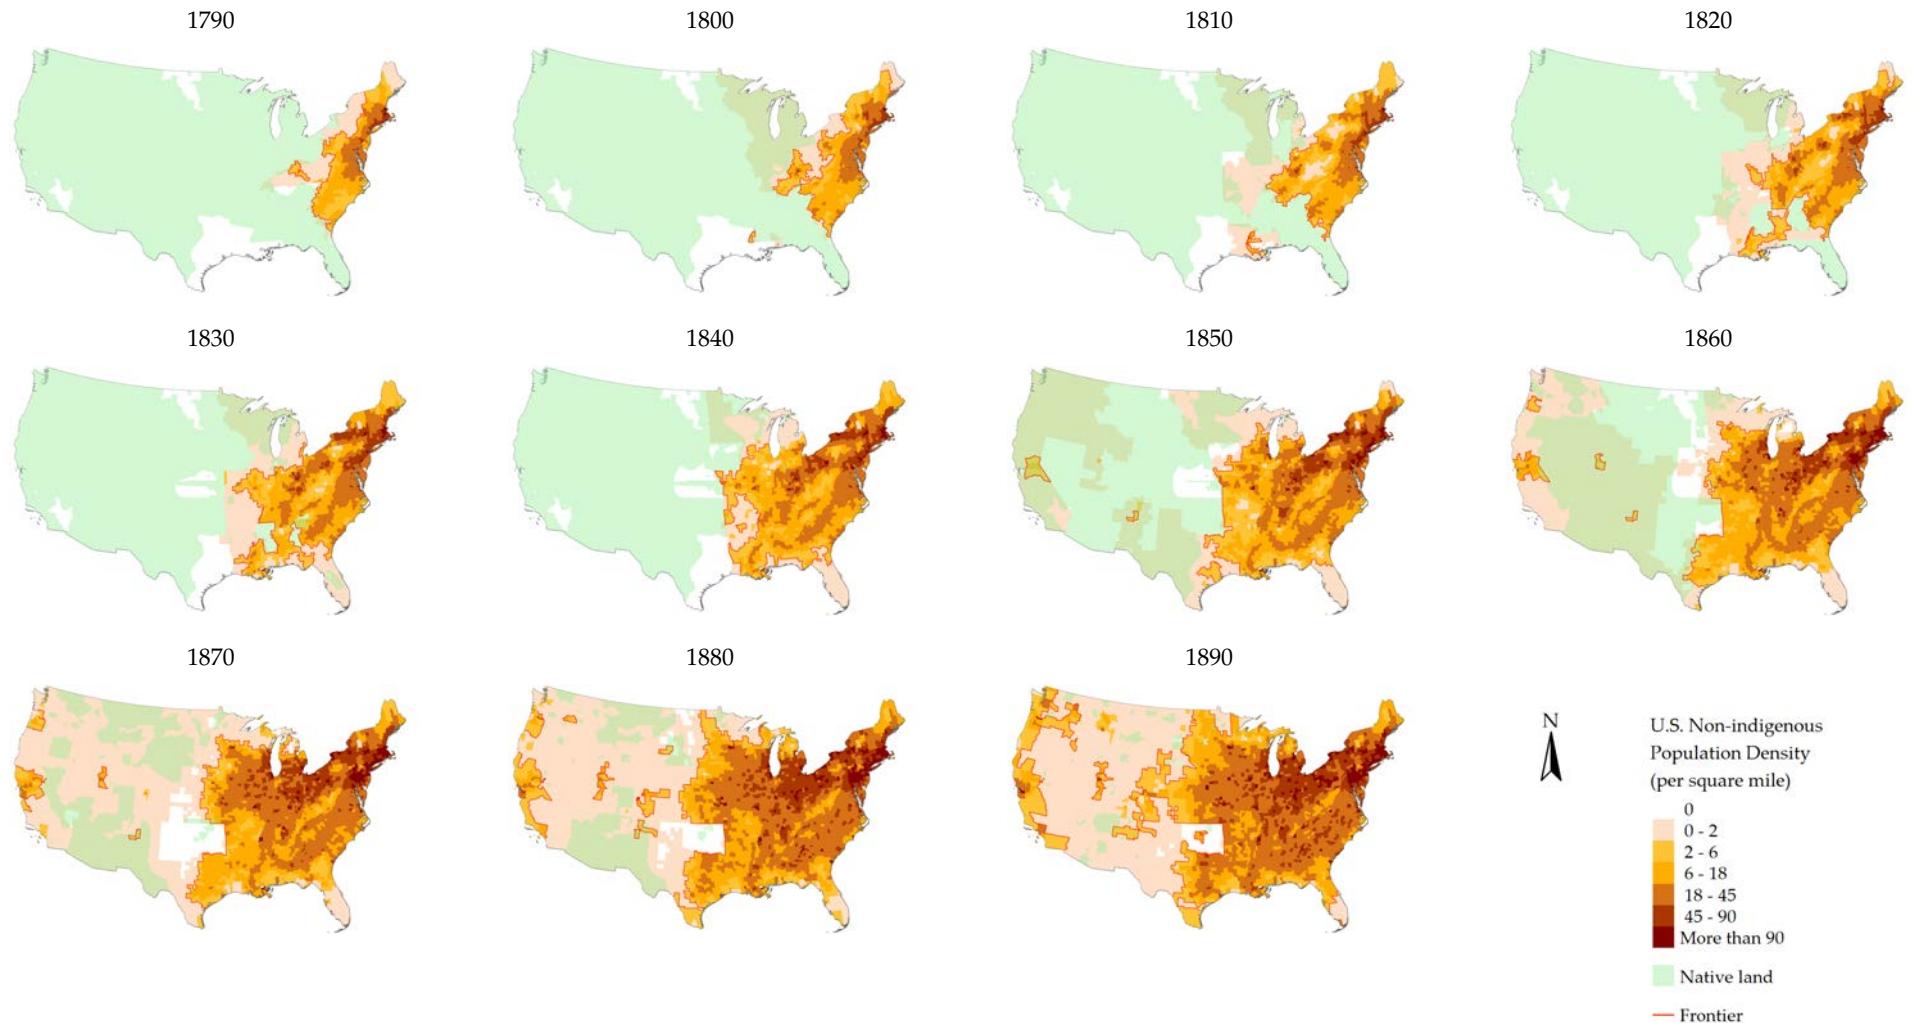 1790
1800
1810
1820
1830
1840
1850
1860
1870
1880
1890
N
U.S. Non-indigenous
Population Density
(per square mile)
0
0 - 2
2 - 6
6 - 18
18 - 45
45 - 90
More than 90
Native land
Frontier